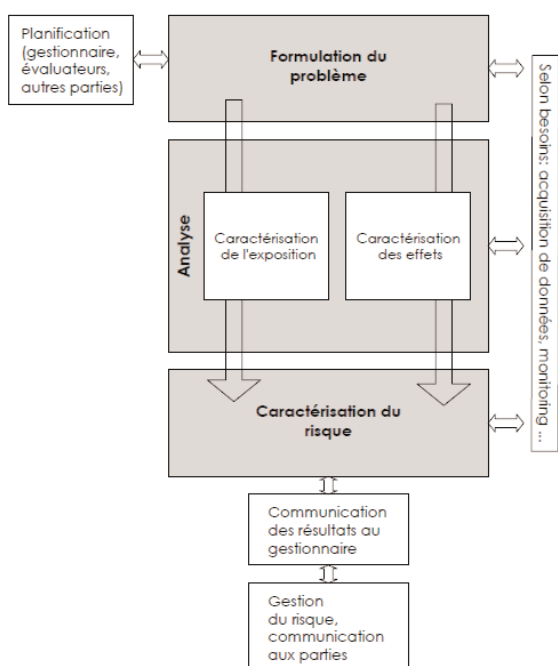 Planification
(gestionnaire,
évaluateurs,
autres parties)
Formulation du
problème
Selon besoins: acquisition de données, monitoring ...
Analyse
Caractérisation
de l'exposition
Caractérisation
des effets
Caractérisation du
risque
Communication
des résultats au
gestionnaire
Gestion
du risque,
communication
aux parties